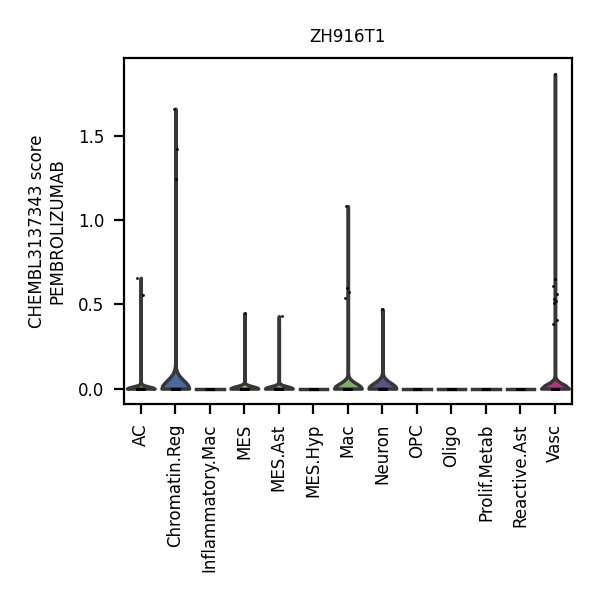 ZH916T1
CHEMBL3137343 score
PEMBROLIZUMAB
1.5
1.0
0.5
0.0
AC
Chromatin.Reg
Inflammatory.Mac
MES
MES.Ast
MES.Hyp
Mac
Neuron
OPC
Oligo
Prolif.Metab
Reactive.Ast
Vasc